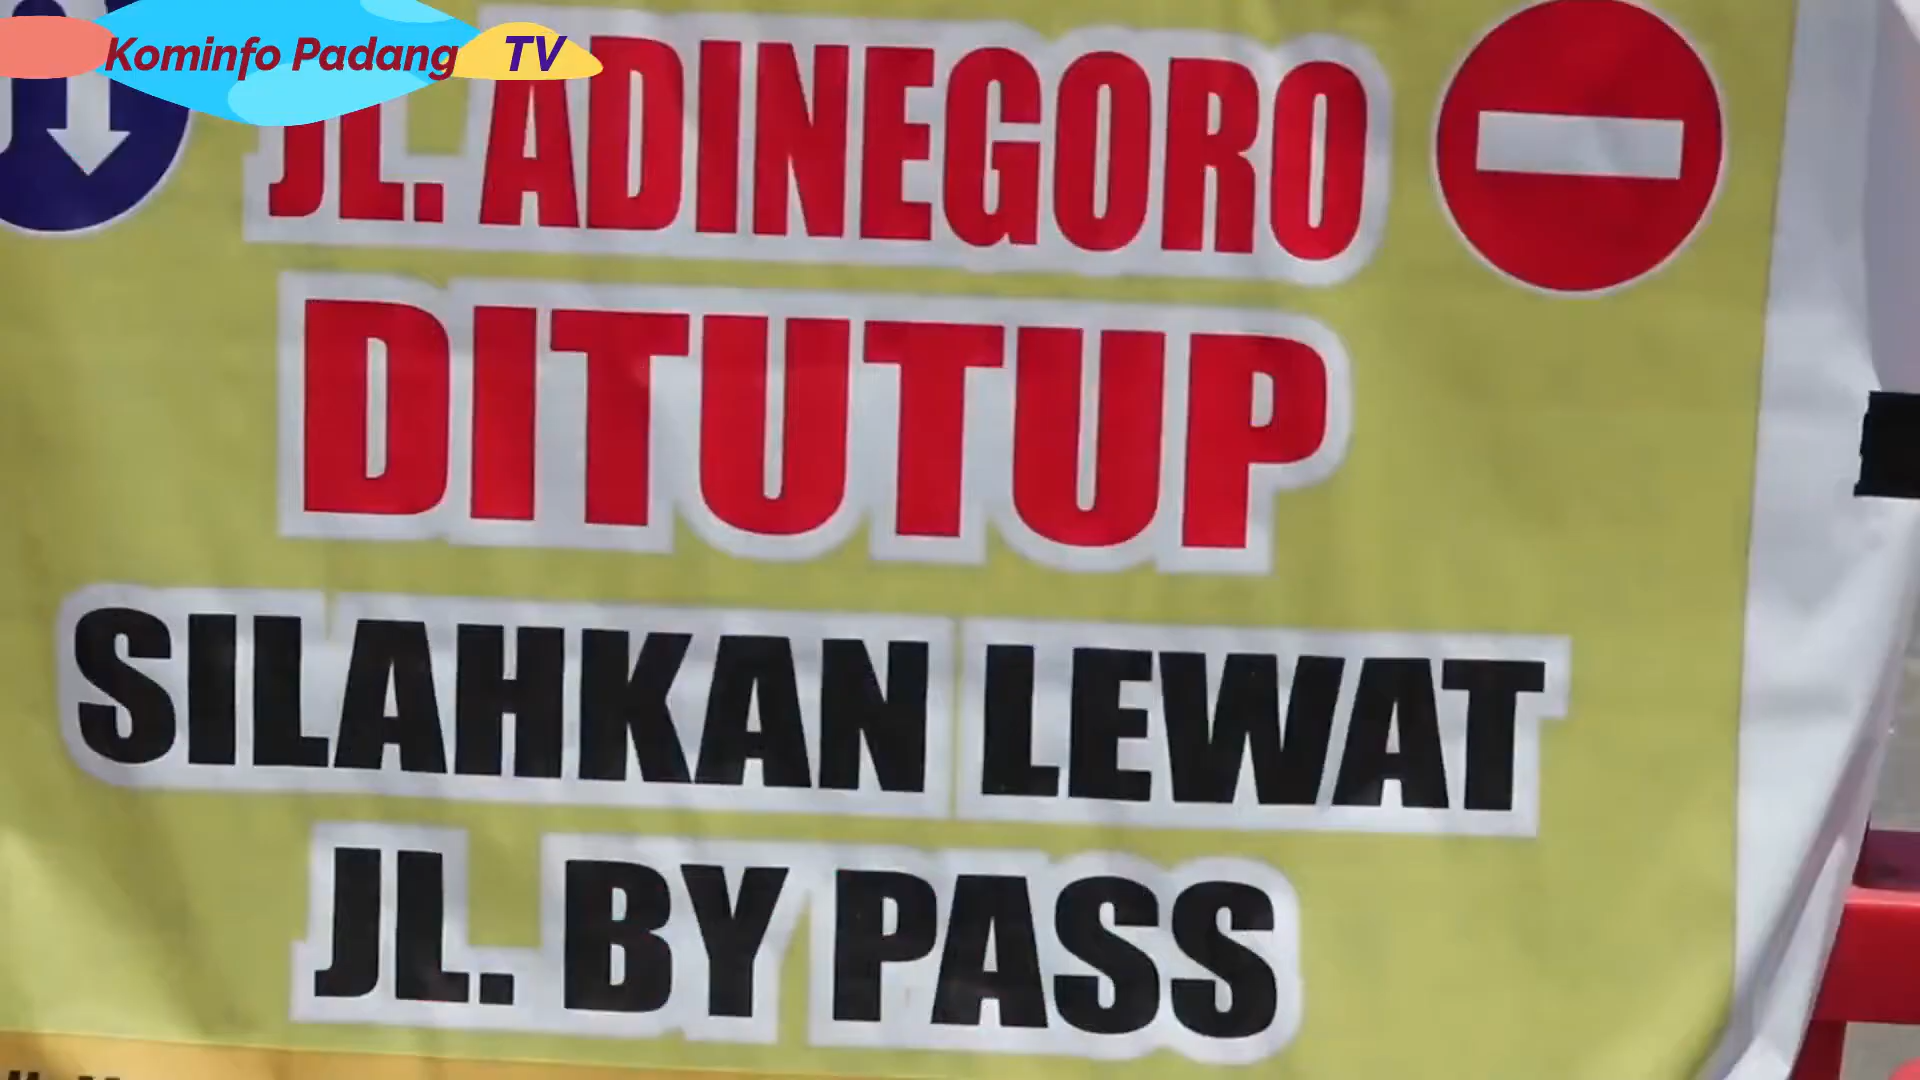 Kominfo Padang TV
JL. ADINEGORO
DITUTUP
SILAHKAN LEWAT
JL. BY PASS